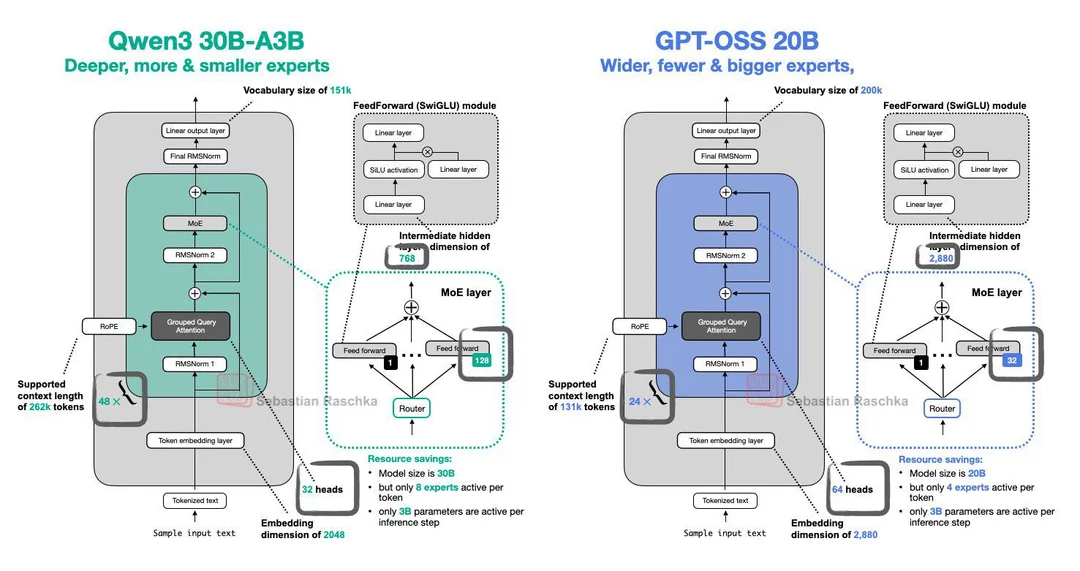 Qwen3 30B-A3B
Deeper, more & smaller experts
Vocabulary size of 151k
FeedForward (SwiGLU) module
Linear output layer
Final RMSNorm
Linear layer
SiLU activation
Linear layer
Linear layer
MoE
RMSNorm 2
Intermediate hidden
layer dimension of
768
MoE layer
RoPE
Grouped Query
Attention
RMSNorm 1
Feed forward
1
...
Feed forward
128
Router
Supported
context length
of 262k tokens
48 ×
{
Sebastian Raschka
Token embedding layer
Tokenized text
Sample input text
32 heads
Embedding
dimension of 2048
Resource savings:
• Model size is 30B
• but only 8 experts active per
token
• only 3B parameters are active per
inference step
GPT-OSS 20B
Wider, fewer & bigger experts,
Vocabulary size of 200k
FeedForward (SwiGLU) module
Linear output layer
Final RMSNorm
Linear layer
SiLU activation
Linear layer
Linear layer
MoE
RMSNorm 2
Intermediate hidden
layer dimension of
2,880
MoE layer
RoPE
Grouped Query
Attention
RMSNorm 1
Feed forward
1
...
Feed forward
32
Router
Supported
context length
of 131k tokens
24 ×
{
Sebastian Raschka
Token embedding layer
Tokenized text
Sample input text
64 heads
Embedding
dimension of 2,880
Resource savings:
• Model size is 20B
• but only 4 experts active per
token
• only 3B parameters are active per
inference step